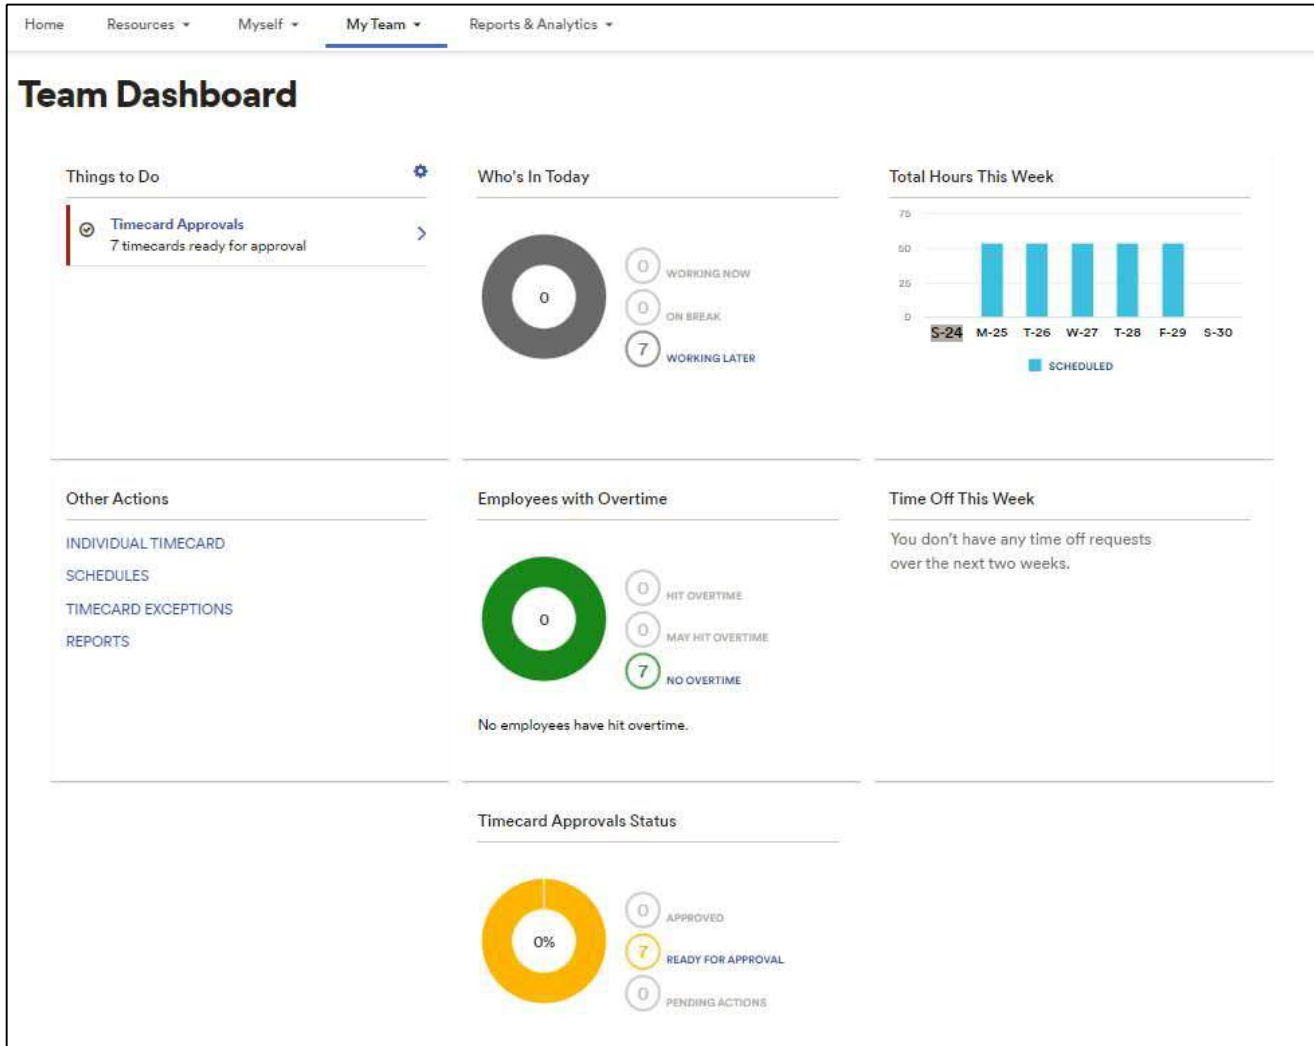 Home Resources Myself My Team Reports & Analytics
Team Dashboard
Things to Do
Timecard Approvals
7 timecards ready for approval
Who's In Today
0
0 WORKING NOW
0 ON BREAK
7 WORKING LATER
Total Hours This Week
75
50
25
0
S-24 M-25 T-26 W-27 T-28 F-29 S-30
SCHEDULED
Other Actions
INDIVIDUAL TIMECARD
SCHEDULES
TIMECARD EXCEPTIONS
REPORTS
Employees with Overtime
0
0 HIT OVERTIME
0 MAY HIT OVERTIME
7 NO OVERTIME
No employees have hit overtime.
Time Off This Week
You don't have any time off requests
over the next two weeks.
Timecard Approvals Status
0%
0 APPROVED
7 READY FOR APPROVAL
0 PENDING ACTIONS